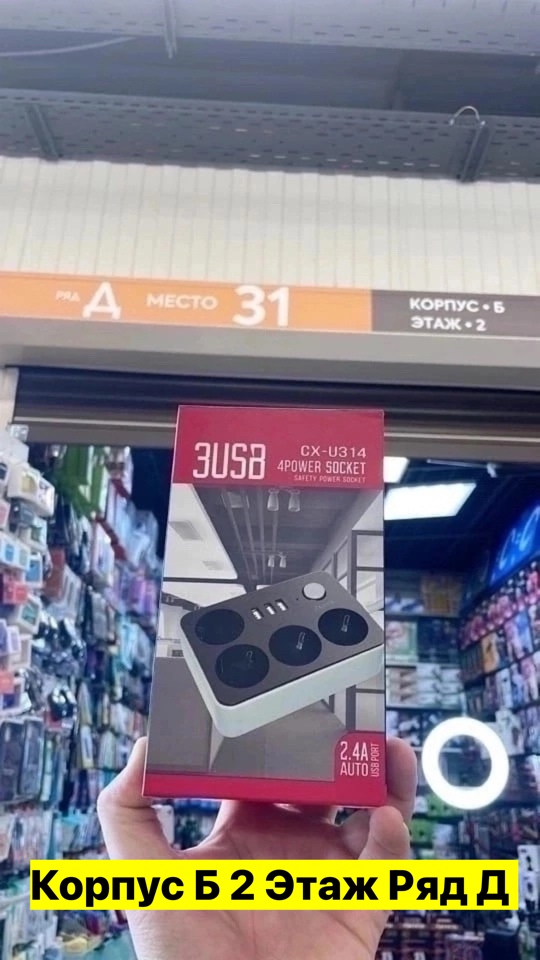 РЯД Д МЕСТО 31
КОРПУС • Б
ЭТАЖ • 2
3USB
CX-U314
4POWER SOCKET
SAFETY POWER SOCKET
2.4A
AUTO
USB PORT
Корпус Б 2 Этаж Ряд Д